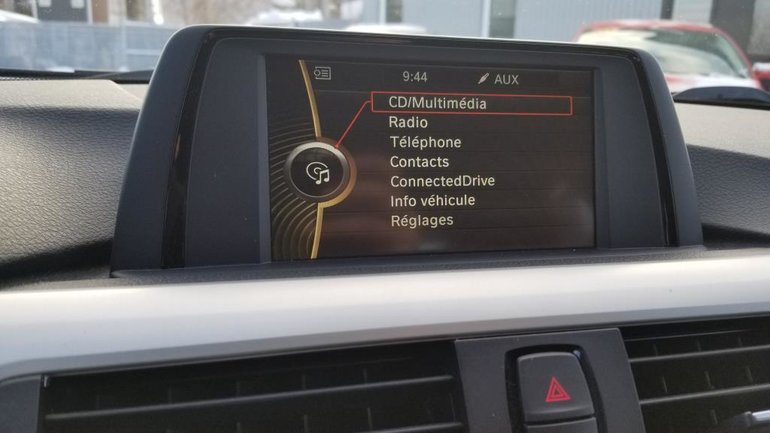 9:44 AUX
CD/Multimédia
Radio
Téléphone
Contacts
ConnectedDrive
Info véhicule
Réglages